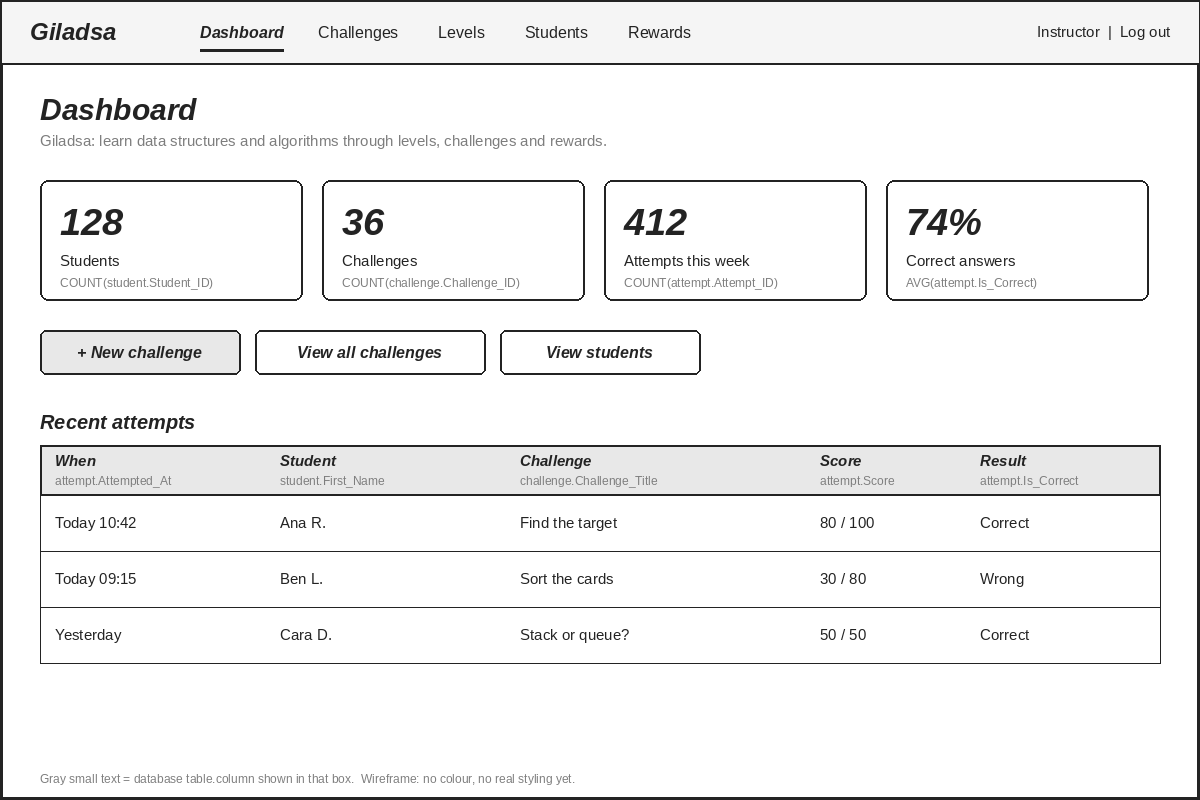 Giladsa Dashboard Challenges Levels Students Rewards Instructor | Log out
Dashboard
Giladsa: learn data structures and algorithms through levels, challenges and rewards.
128 36 412 74%
Students Challenges Attempts this week Correct answers
COUNT(student.Student_ID) COUNT(challenge.Challenge_ID) COUNT(attempt.Attempt_ID) AVG(attempt.Is_Correct)
+ New challenge View all challenges View students
Recent attempts
When Student Challenge Score Result
attempt.Attempted_At student.First_Name challenge.Challenge_Title attempt.Score attempt.Is_Correct
Today 10:42 Ana R. Find the target 80 / 100 Correct
Today 09:15 Ben L. Sort the cards 30 / 80 Wrong
Yesterday Cara D. Stack or queue? 50 / 50 Correct
Gray small text = database table.column shown in that box. Wireframe: no colour, no real styling yet.